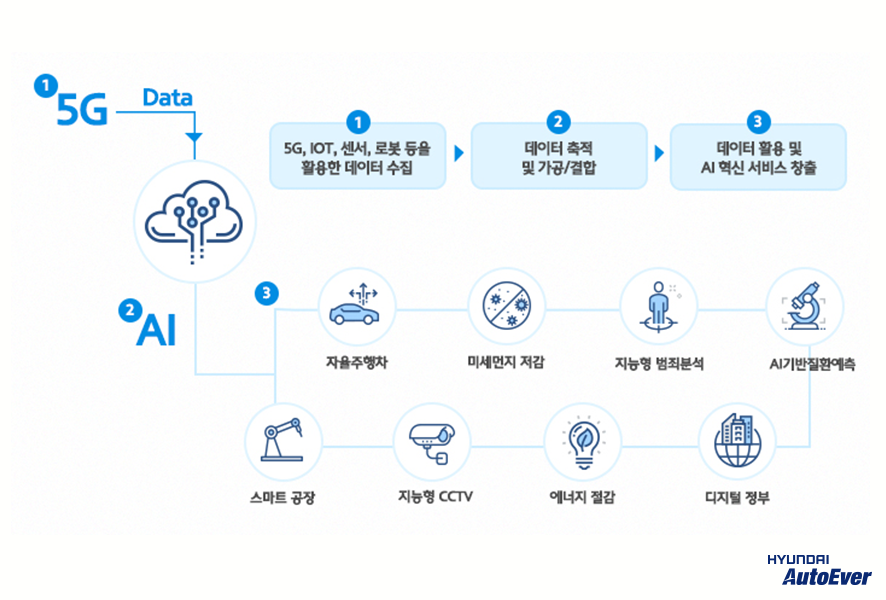 1
5G
Data
2
AI
1
5G, IOT, 센서, 로봇 등을
활용한 데이터 수집
2
데이터 축적
및 가공/결합
3
데이터 활용 및
AI 혁신 서비스 창출
3
자율주행차
미세먼지 저감
지능형 범죄분석
AI기반질환예측
스마트 공장
지능형 CCTV
에너지 절감
디지털 정부
HYUNDAI
AutoEver